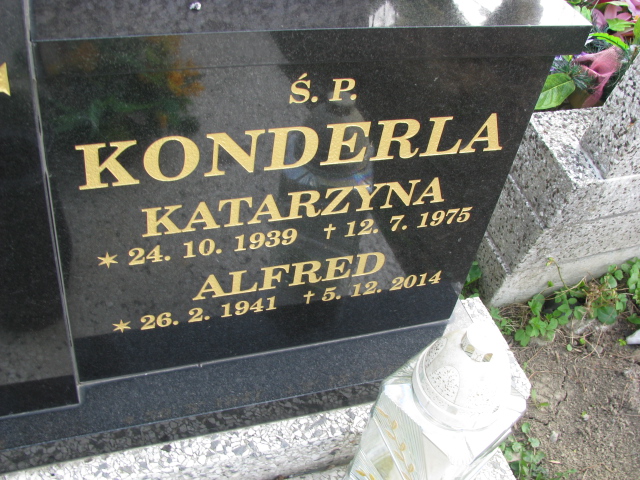 Ś. P.
KONDERLA
KATARZYNA
* 24. 10. 1939 † 12. 7. 1975
ALFRED
* 26. 2. 1941 † 5. 12. 2014